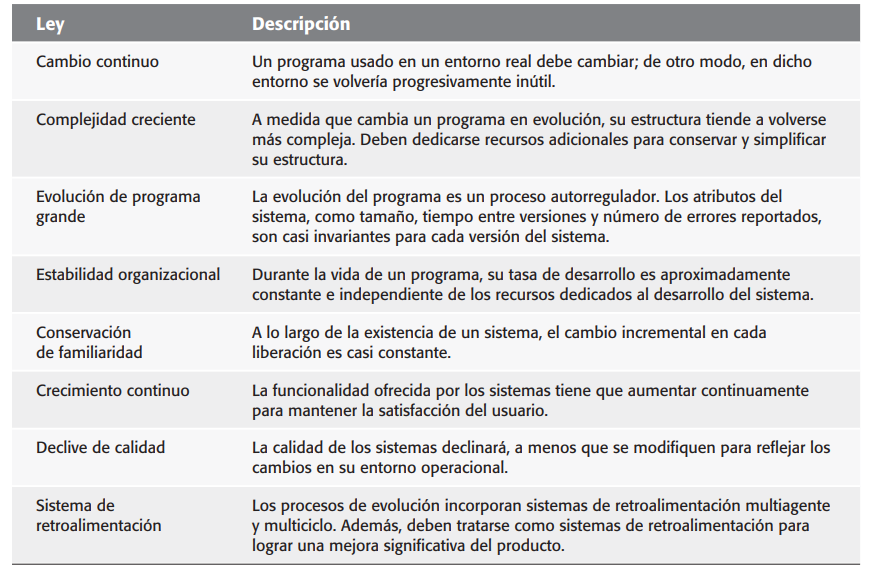 Ley
Descripción
Cambio continuo
Un programa usado en un entorno real debe cambiar; de otro modo, en dicho
entorno se volvería progresivamente inútil.
Complejidad creciente
A medida que cambia un programa en evolución, su estructura tiende a volverse
más compleja. Deben dedicarse recursos adicionales para conservar y simplificar
su estructura.
Evolución de programa
grande
La evolución del programa es un proceso autorregulador. Los atributos del
sistema, como tamaño, tiempo entre versiones y número de errores reportados,
son casi invariantes para cada versión del sistema.
Estabilidad organizacional
Durante la vida de un programa, su tasa de desarrollo es aproximadamente
constante e independiente de los recursos dedicados al desarrollo del sistema.
Conservación
de familiaridad
A lo largo de la existencia de un sistema, el cambio incremental en cada
liberación es casi constante.
Crecimiento continuo
La funcionalidad ofrecida por los sistemas tiene que aumentar continuamente
para mantener la satisfacción del usuario.
Declive de calidad
La calidad de los sistemas declinará, a menos que se modifiquen para reflejar los
cambios en su entorno operacional.
Sistema de
retroalimentación
Los procesos de evolución incorporan sistemas de retroalimentación multiagente
y multiciclo. Además, deben tratarse como sistemas de retroalimentación para
lograr una mejora significativa del producto.